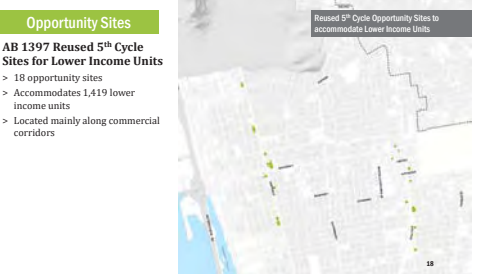 Opportunity Sites
AB 1397 Reused 5th Cycle
Sites for Lower Income Units
> 18 opportunity sites
> Accommodates 1,419 lower
income units
> Located mainly along commercial
corridors
Reused 5th Cycle Opportunity Sites to
accommodate Lower Income Units
18